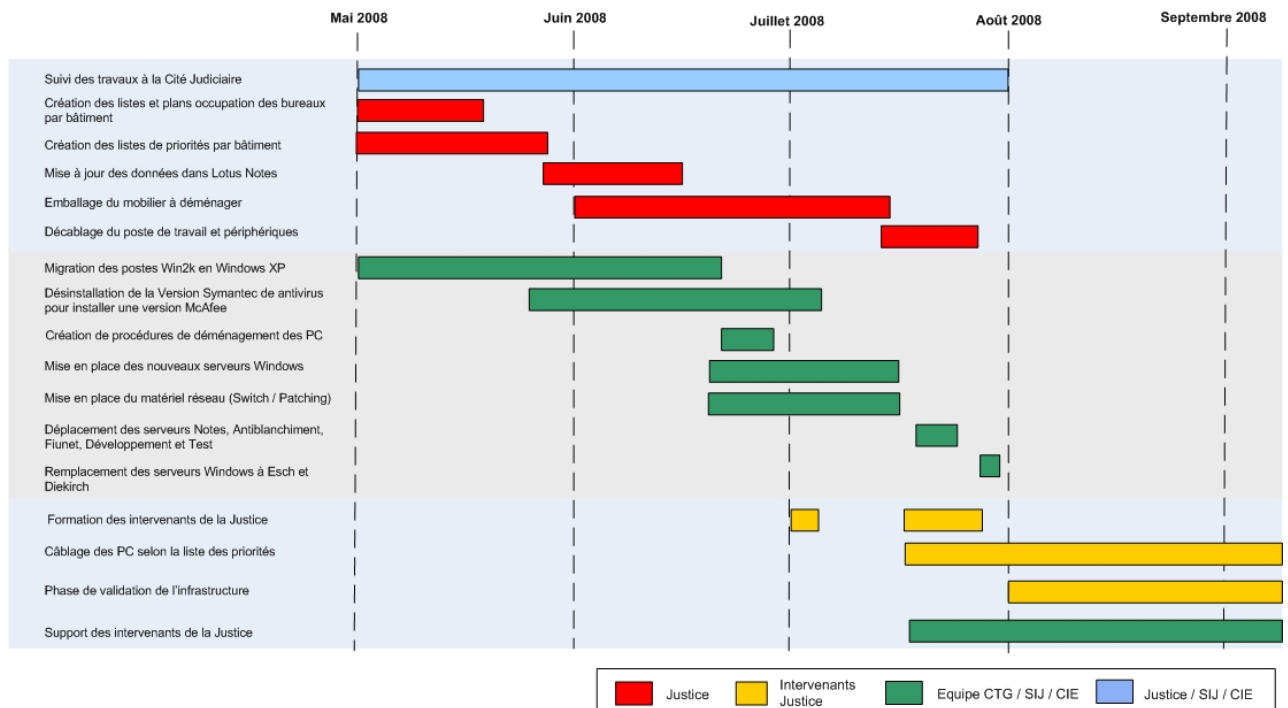 Mai 2008
Juin 2008
Juillet 2008
Août 2008
Septembre 2008
Suivi des travaux à la Cité Judiciaire
Création des listes et plans occupation des bureaux
par bâtiment
Création des listes de priorités par bâtiment
Mise à jour des données dans Lotus Notes
Emballage du mobilier à déménager
Décablage du poste de travail et périphériques
Migration des postes Win2k en Windows XP
Désinstallation de la Version Symantec de antivirus
pour installer une version McAfee
Création de procédures de déménagement des PC
Mise en place des nouveaux serveurs Windows
Mise en place du matériel réseau (Switch / Patching)
Déplacement des serveurs Notes, Antiblanchiment,
Fiunet, Développement et Test
Remplacement des serveurs Windows à Esch et
Diekirch
Formation des intervenants de la Justice
Câblage des PC selon la liste des priorités
Phase de validation de l'infrastructure
Support des intervenants de la Justice
Justice
Intervenants
Justice
Equipe CTG / SIJ / CIE
Justice / SIJ / CIE